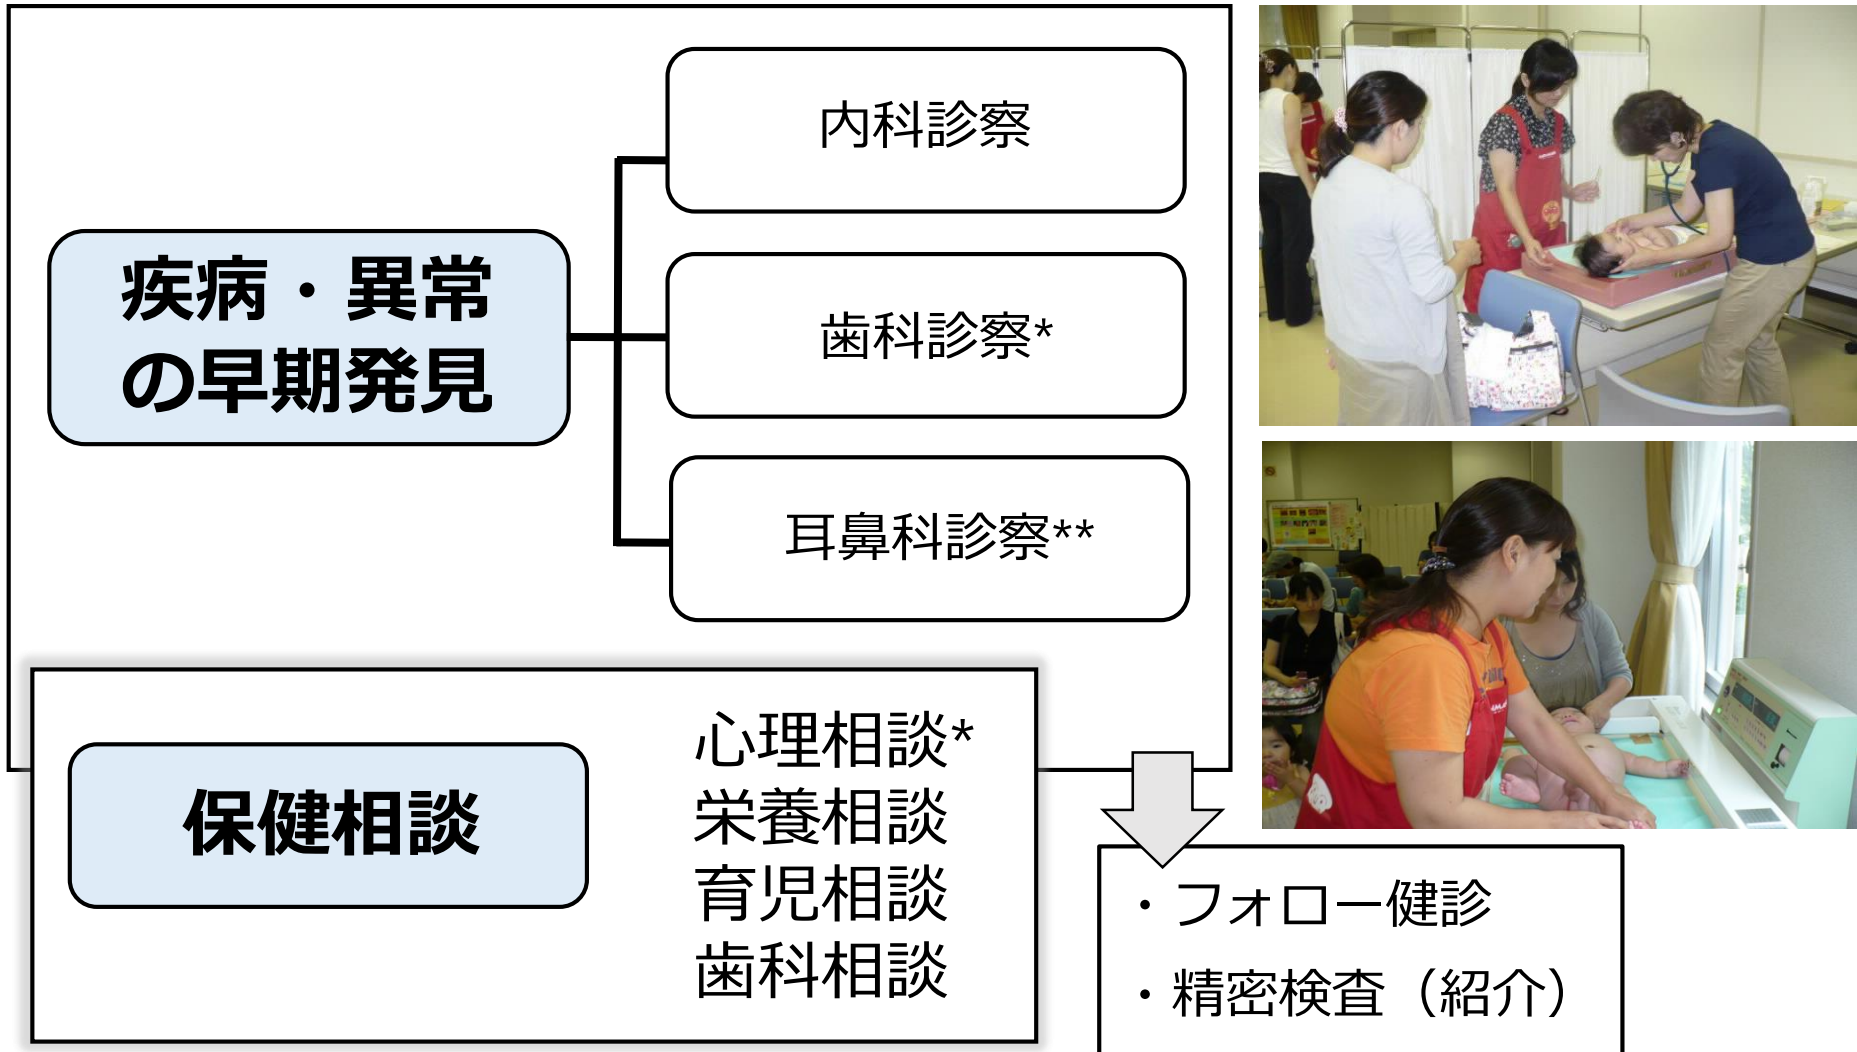 疾病・異常
の早期発見
内科診察
歯科診察*
耳鼻科診察**
保健相談
心理相談*
栄養相談
育児相談
歯科相談
・フォロー健診
・精密検査（紹介）